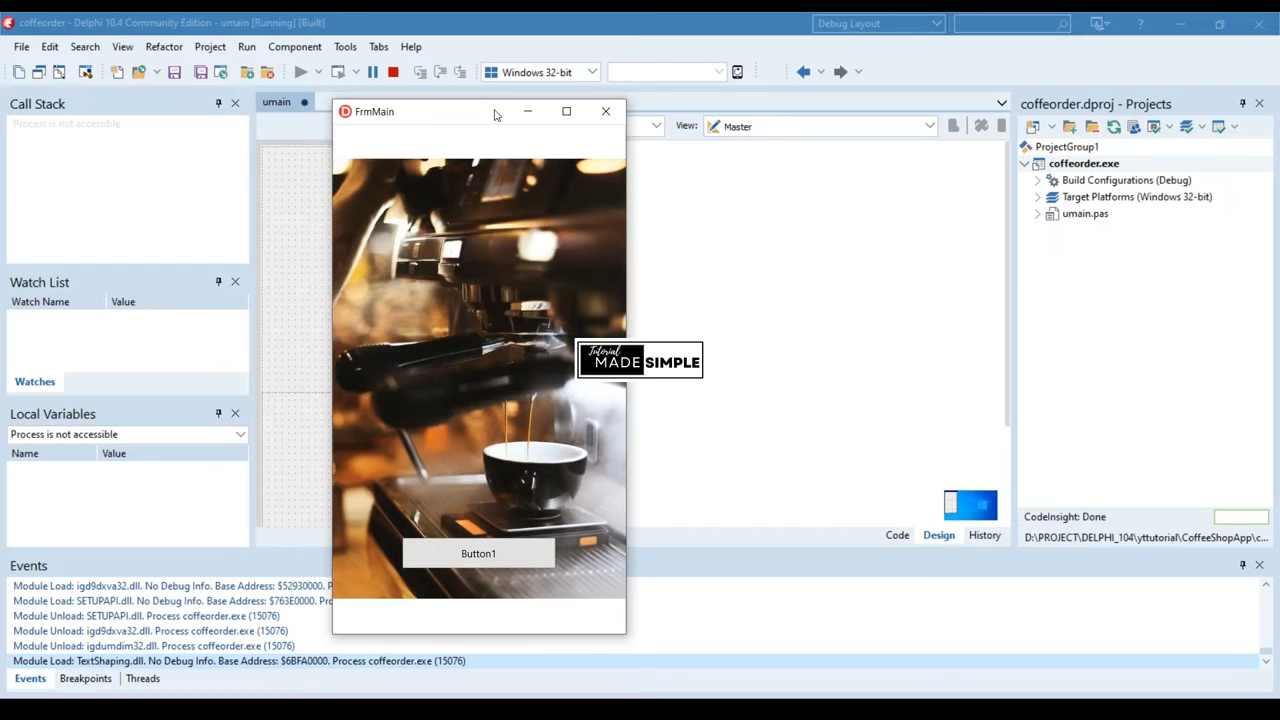 coffeorder - Delphi 10.4 Community Edition - umain [Running] [Built]
Debug Layout
File Edit Search View Refactor Project Run Component Tools Tabs Help
Windows 32-bit
Call Stack
Process is not accessible
umain
FrmMain
View: Master
coffeorder.dproj - Projects
ProjectGroup1
coffeorder.exe
Build Configurations (Debug)
Target Platforms (Windows 32-bit)
umain.pas
Watch List
Watch Name Value
Watches
Tutorial
MADE SIMPLE
Local Variables
Process is not accessible
Name Value
Button1
CodeInsight: Done
Code Design History
D:\PROJECT\DELPHI_104\yttutorial\CoffeeShopApp\c...
Events
Module Load: igd9dxva32.dll. No Debug Info. Base Address: $52930000. P
Module Load: SETUPAPI.dll. No Debug Info. Base Address: $763E0000. Pr
Module Unload: SETUPAPI.dll. Process coffeorder.exe (15076)
Module Unload: igd9dxva32.dll. Process coffeorder.exe (15076)
Module Unload: igdumdim32.dll. Process coffeorder.exe (15076)
Module Load: TextShaping.dll. No Debug Info. Base Address: $6BFA0000. Process coffeorder.exe (15076)
Events Breakpoints Threads